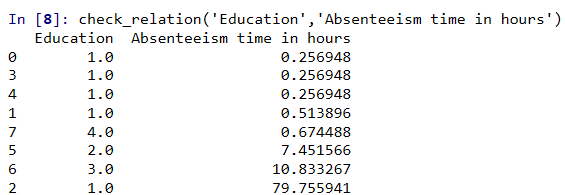 In [8]: check_relation('Education','Absenteeism time in hours')
Education Absenteeism time in hours
0 1.0 0.256948
3 1.0 0.256948
4 1.0 0.256948
1 1.0 0.513896
7 4.0 0.674488
5 2.0 7.451566
6 3.0 10.833267
2 1.0 79.755941